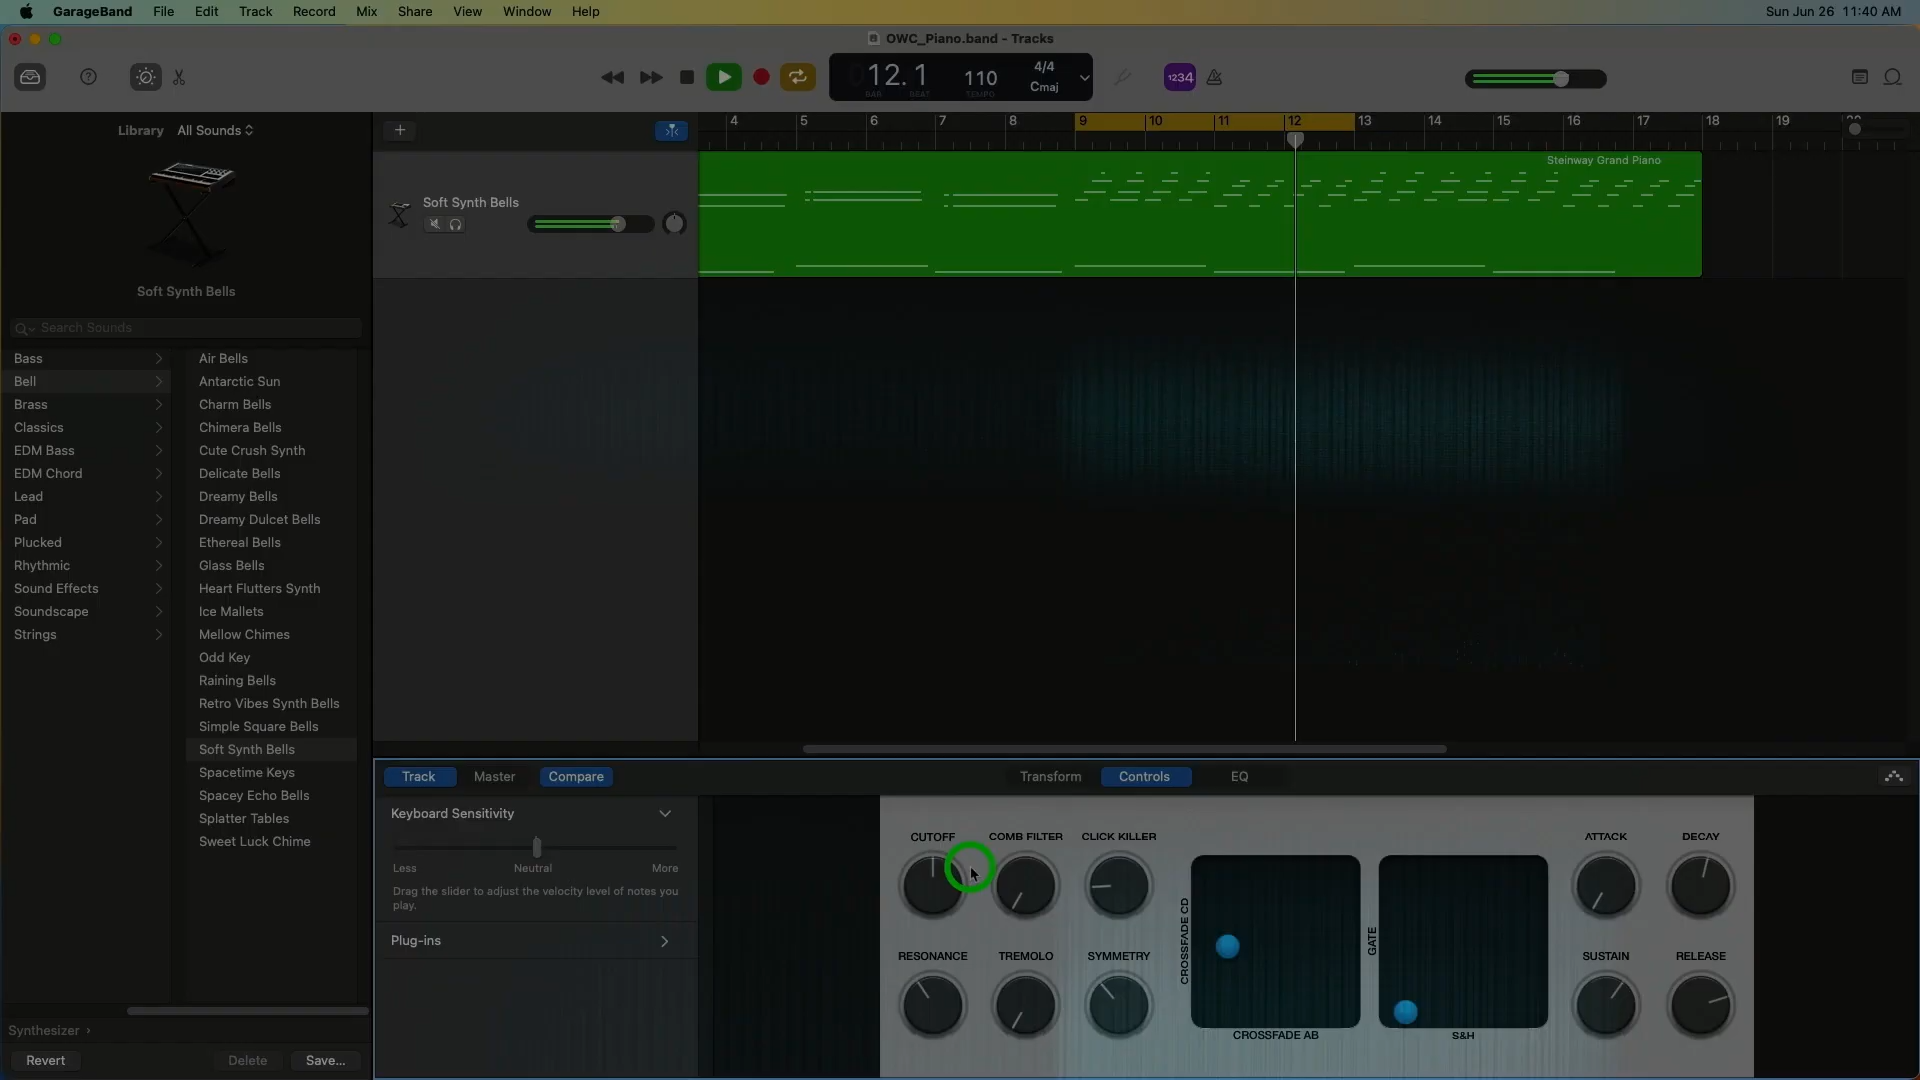 GarageBand File Edit Track Record Mix Share View Window Help Sun Jun 26 11:40 AM
OWC_Piano.band - Tracks
12. 1 110 4/4 Cmaj 1234
BAR BEAT TEMPO
Library All Sounds
4 5 6 7 8 9 10 11 12 13 14 15 16 17 18 19
Steinway Grand Piano
Soft Synth Bells
Soft Synth Bells
Search Sounds
Bass
Bell
Brass
Classics
EDM Bass
EDM Chord
Lead
Pad
Plucked
Rhythmic
Sound Effects
Soundscape
Strings
Air Bells
Antarctic Sun
Charm Bells
Chimera Bells
Cute Crush Synth
Delicate Bells
Dreamy Bells
Dreamy Dulcet Bells
Ethereal Bells
Glass Bells
Heart Flutters Synth
Ice Mallets
Mellow Chimes
Odd Key
Raining Bells
Retro Vibes Synth Bells
Simple Square Bells
Soft Synth Bells
Spacetime Keys
Spacey Echo Bells
Splatter Tables
Sweet Luck Chime
Synthesizer ›
Revert Delete Save...
Track Master Compare Transform Controls EQ
Keyboard Sensitivity
Less Neutral More
Drag the slider to adjust the velocity level of notes you
play.
Plug-ins
CUTOFF COMB FILTER CLICK KILLER
RESONANCE TREMOLO SYMMETRY
CROSSFADE CD
CROSSFADE AB
GATE
S&H
ATTACK DECAY
SUSTAIN RELEASE